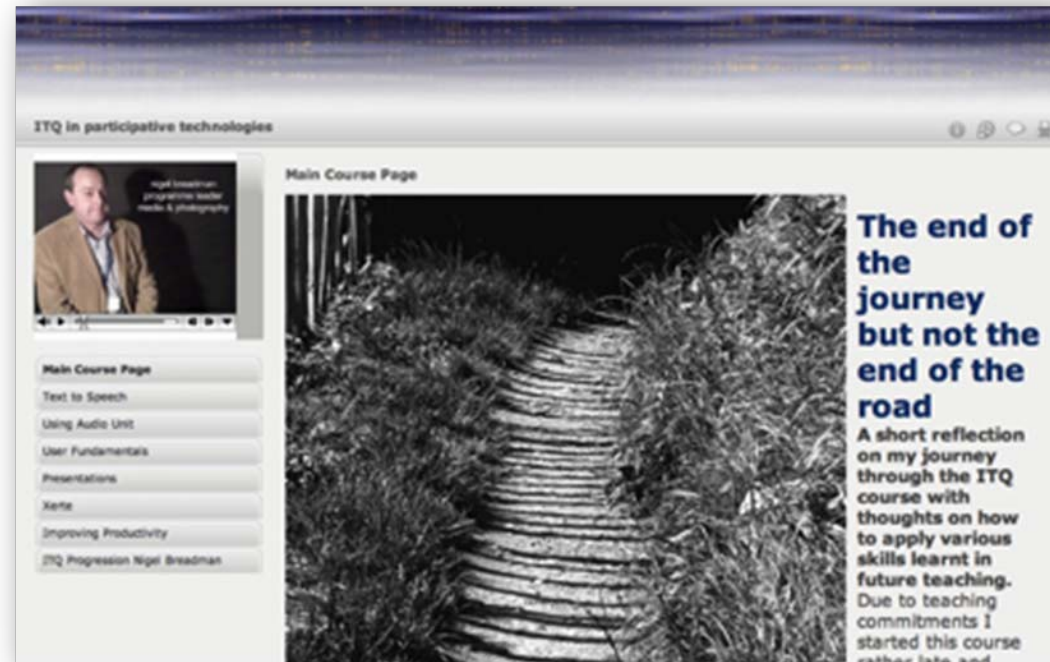 ITQ in participative technologies
nigel breadman
programme leader
media & photography
Main Course Page
Text to Speech
Using Audio Unit
User Fundamentals
Presentations
Xerte
Improving Productivity
ITQ Progression Nigel Breadman
Main Course Page
The end of
the
journey
but not the
end of the
road
A short reflection
on my journey
through the ITQ
course with
thoughts on how
to apply various
skills learnt in
future teaching.
Due to teaching
commitments I
started this course
rather late and